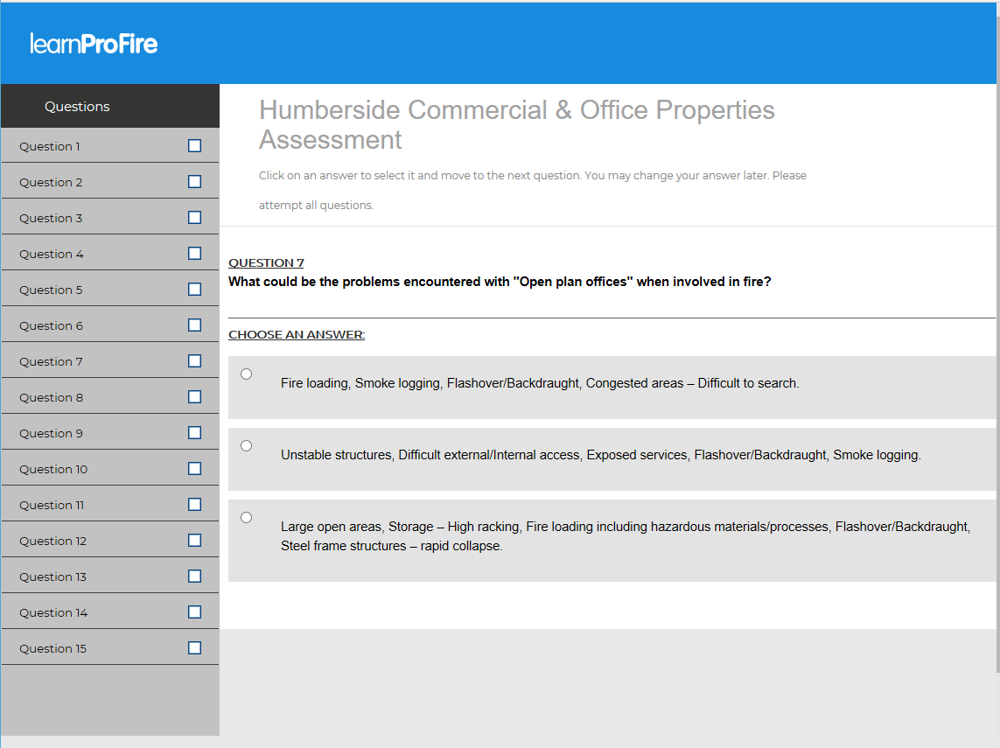 learnProFire
Questions
Question 1
Question 2
Question 3
Question 4
Question 5
Question 6
Question 7
Question 8
Question 9
Question 10
Question 11
Question 12
Question 13
Question 14
Question 15
Humberside Commercial & Office Properties
Assessment
Click on an answer to select it and move to the next question. You may change your answer later. Please
attempt all questions.
QUESTION 7
What could be the problems encountered with "Open plan offices" when involved in fire?
CHOOSE AN ANSWER:
Fire loading, Smoke logging, Flashover/Backdraught, Congested areas – Difficult to search.
Unstable structures, Difficult external/Internal access, Exposed services, Flashover/Backdraught, Smoke logging.
Large open areas, Storage – High racking, Fire loading including hazardous materials/processes, Flashover/Backdraught,
Steel frame structures – rapid collapse.